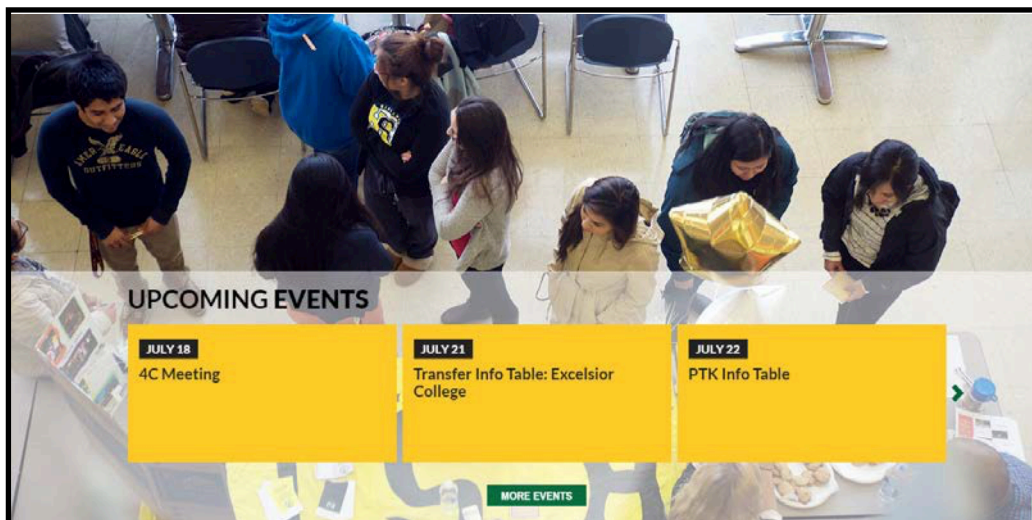 OUTFITTERS
UPCOMING EVENTS
JULY 18
4C Meeting
JULY 21
Transfer Info Table: Excelsior
College
JULY 22
PTK Info Table
MORE EVENTS